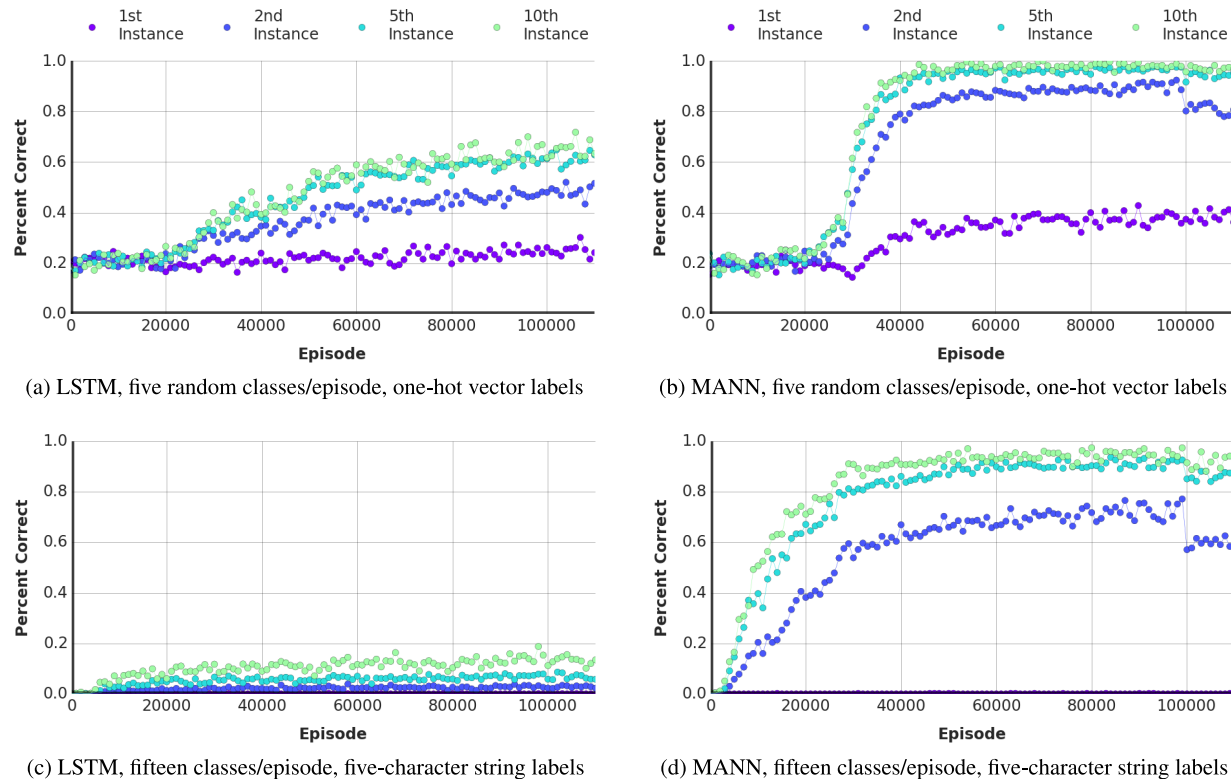 1st Instance
2nd Instance
5th Instance
10th Instance
1st Instance
2nd Instance
5th Instance
10th Instance
Percent Correct
1.0
0.8
0.6
0.4
0.2
0.0
0 20000 40000 60000 80000 100000
Episode
(a) LSTM, five random classes/episode, one-hot vector labels
Percent Correct
1.0
0.8
0.6
0.4
0.2
0.0
0 20000 40000 60000 80000 100000
Episode
(b) MANN, five random classes/episode, one-hot vector labels
Percent Correct
1.0
0.8
0.6
0.4
0.2
0.0
0 20000 40000 60000 80000 100000
Episode
(c) LSTM, fifteen classes/episode, five-character string labels
Percent Correct
1.0
0.8
0.6
0.4
0.2
0.0
0 20000 40000 60000 80000 100000
Episode
(d) MANN, fifteen classes/episode, five-character string labels